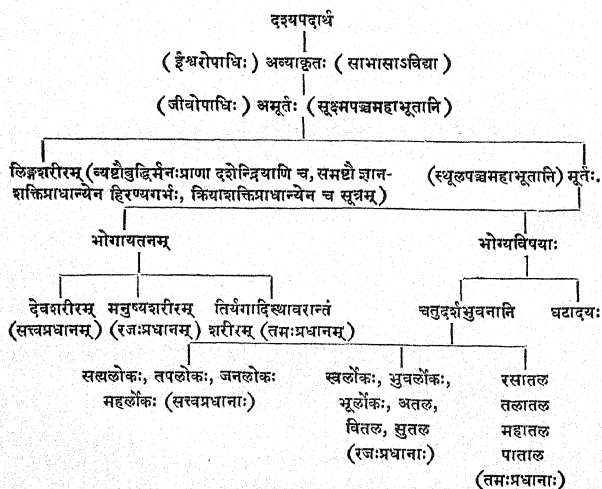 दृश्यपदार्थ
(ईश्वरोपाधिः) अव्याकृतः (साभासाऽविद्या)
(जीवोपाधिः) अमूर्तः (सूक्ष्मपञ्चमहाभूतानि)
लिङ्गशरीरम् (व्यष्टौबुद्धिर्मनःप्राणा दशेन्द्रियाणि च, समष्टौ ज्ञान-
शक्तिप्राधान्येन हिरण्यगर्भः, क्रियाशक्तिप्राधान्येन च सूत्रम्)
(स्थूलपञ्चमहाभूतानि) मूर्तः.
भोगायतनम्
भोग्यविषयाः
देवशरीरम् मनुष्यशरीरम् तिर्यगादिस्थावरान्तं
(सत्त्वप्रधानम्) (रजःप्रधानम्) शरीरम् (तमःप्रधानम्)
चतुदर्शभुवनानि
घटादयः
सत्यलोकः, तपलोकः, जनलोकः
महर्लोकः (सत्त्वप्रधानाः)
स्वर्लोकः, भुवर्लोकः,
भूर्लोकः, अतल,
वितल, सुतल
(रजःप्रधानाः)
रसातल
तलातल
महातल
पाताल
(तमःप्रधानाः)